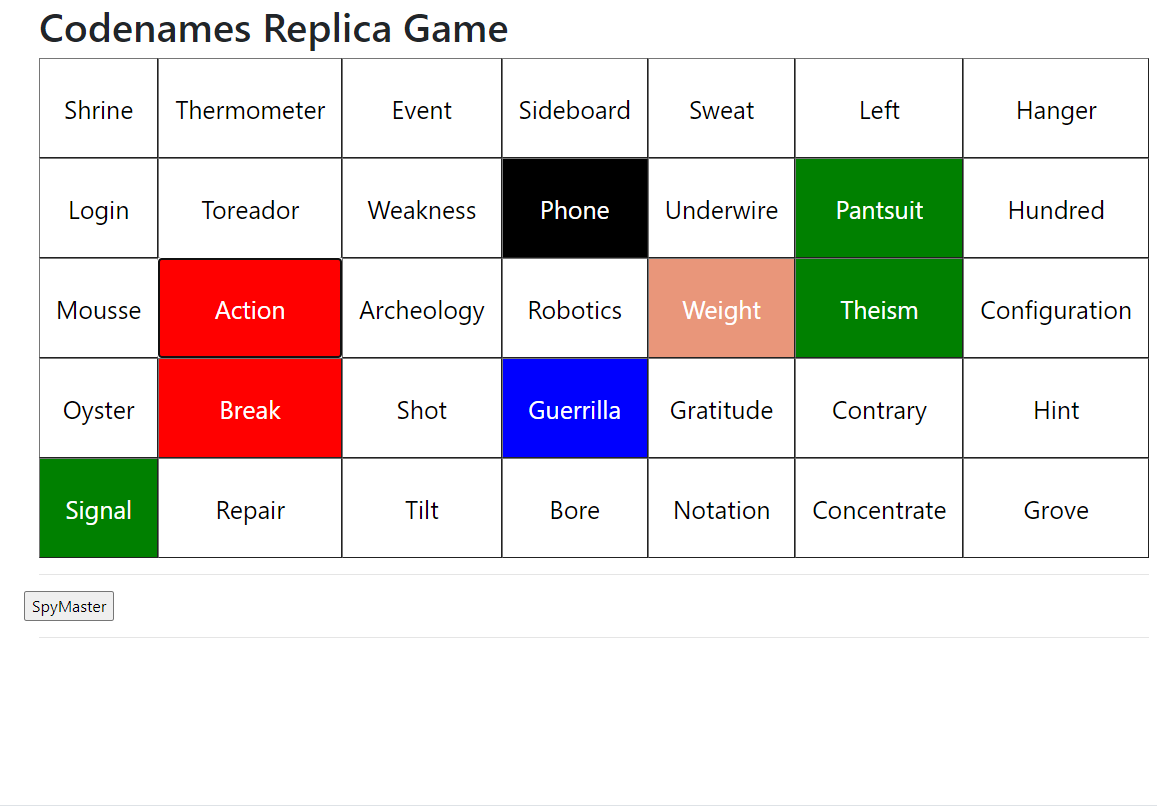 Codenames Replica Game
Shrine Thermometer Event Sideboard Sweat Left Hanger
Login Toreador Weakness Phone Underwire Pantsuit Hundred
Mousse Action Archeology Robotics Weight Theism Configuration
Oyster Break Shot Guerrilla Gratitude Contrary Hint
Signal Repair Tilt Bore Notation Concentrate Grove
SpyMaster